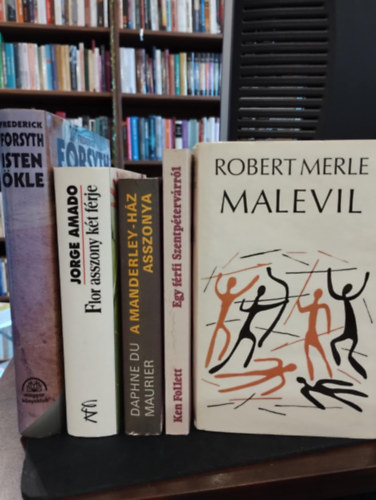 FREDERICK
FORSYTH
ISTEN
ÖKLE
FORSYTH
JORGE AMADO
Flor asszony két férje
DAPHNE DU
MAURIER
A MANDERLEY-HÁZ
ASSZONYA
Ken Follett
Egy férfi Szentpétervárról
ROBERT MERLE
MALEVIL